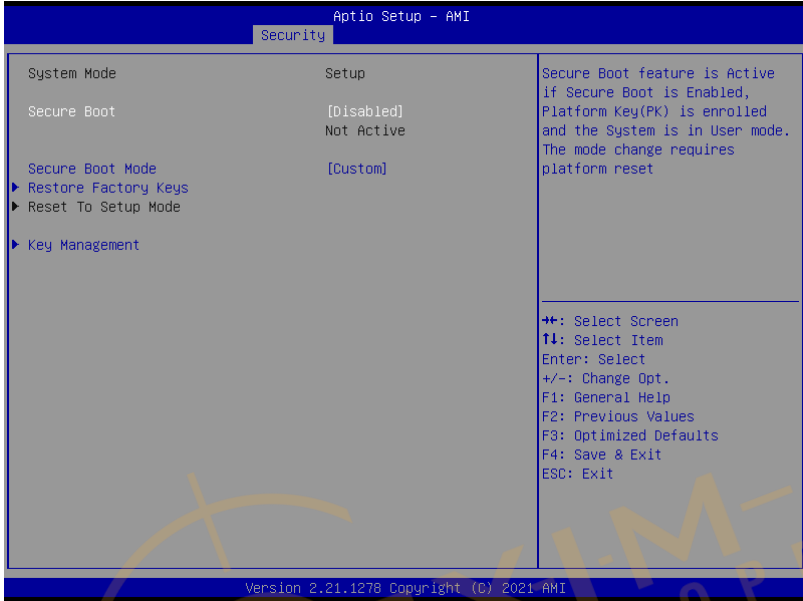 Aptio Setup – AMI
Security
System Mode Setup
Secure Boot [Disabled]
Not Active
Secure Boot Mode [Custom]
Restore Factory Keys
Reset To Setup Mode
Key Management
Secure Boot feature is Active
if Secure Boot is Enabled,
Platform Key(PK) is enrolled
and the System is in User mode.
The mode change requires
platform reset
→←: Select Screen
↑↓: Select Item
Enter: Select
+/-: Change Opt.
F1: General Help
F2: Previous Values
F3: Optimized Defaults
F4: Save & Exit
ESC: Exit
Version 2.21.1278 Copyright (C) 2021 AMI